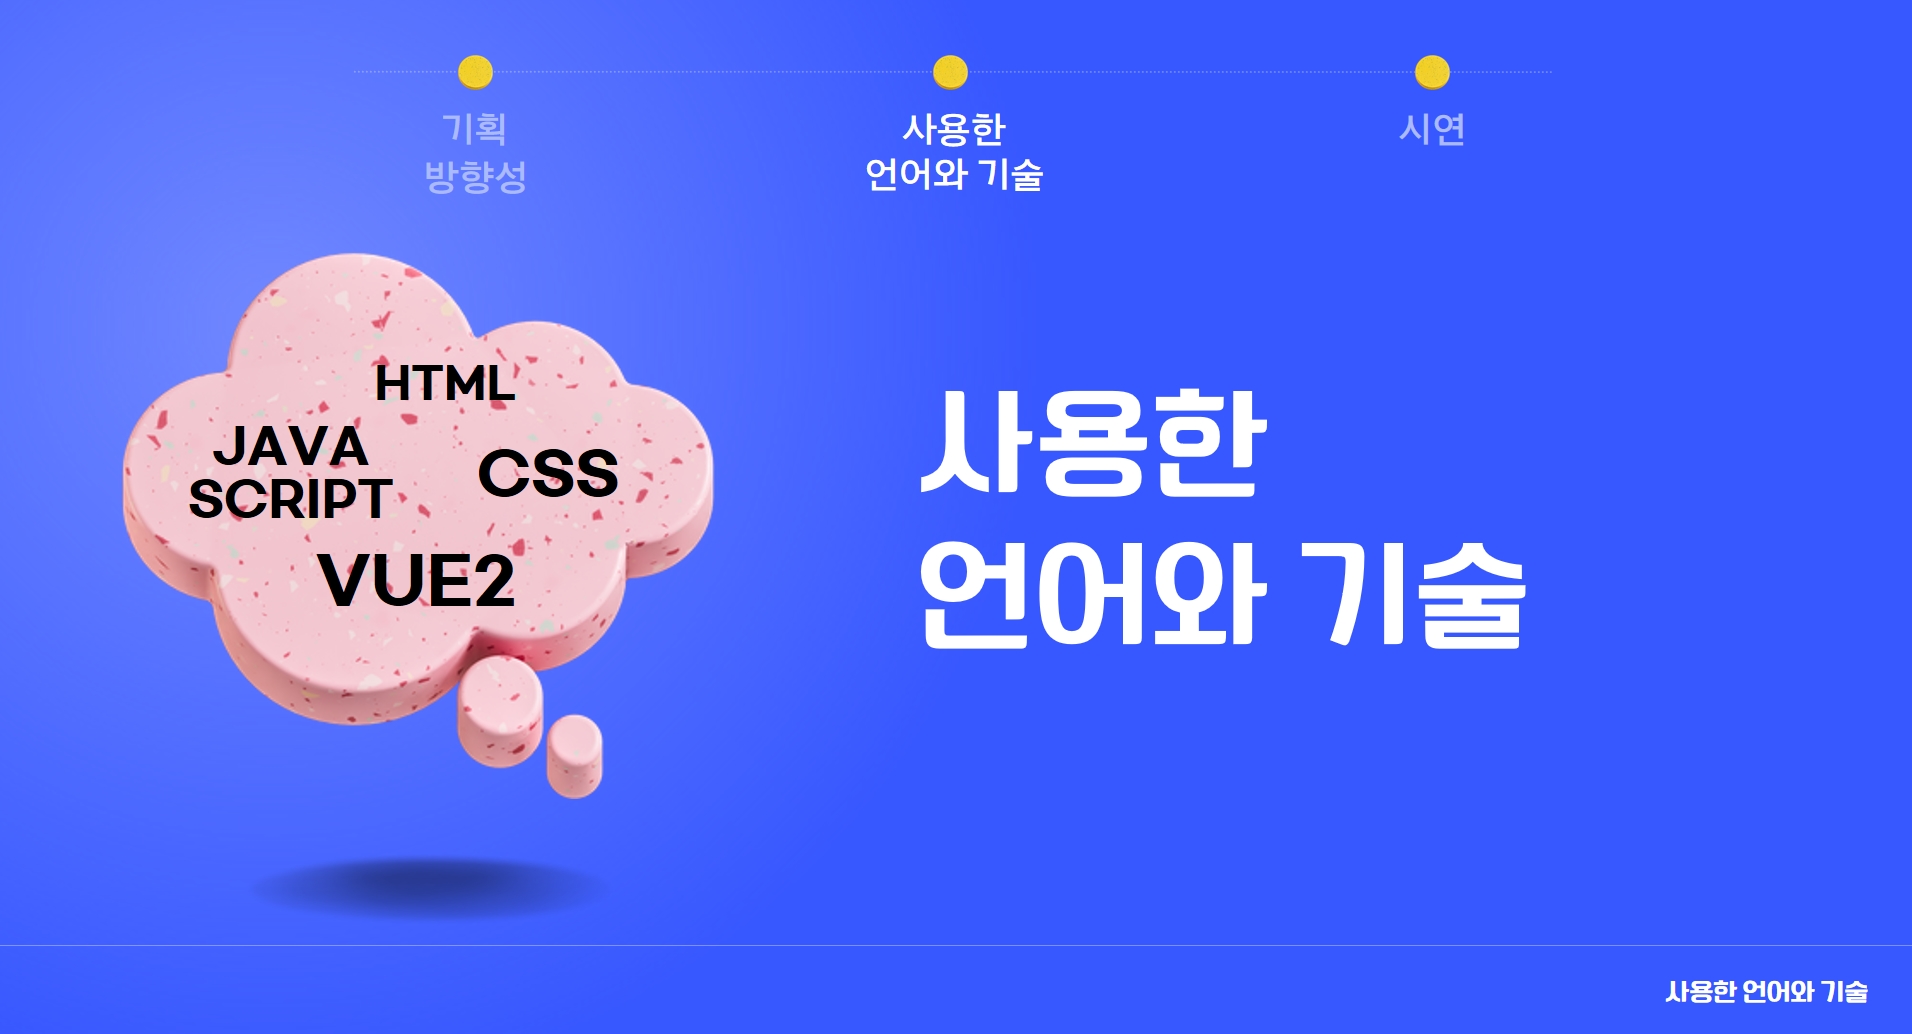 기획
방향성
사용한
언어와 기술
시연
HTML
JAVA
SCRIPT
CSS
VUE2
사용한
언어와 기술
사용한 언어와 기술